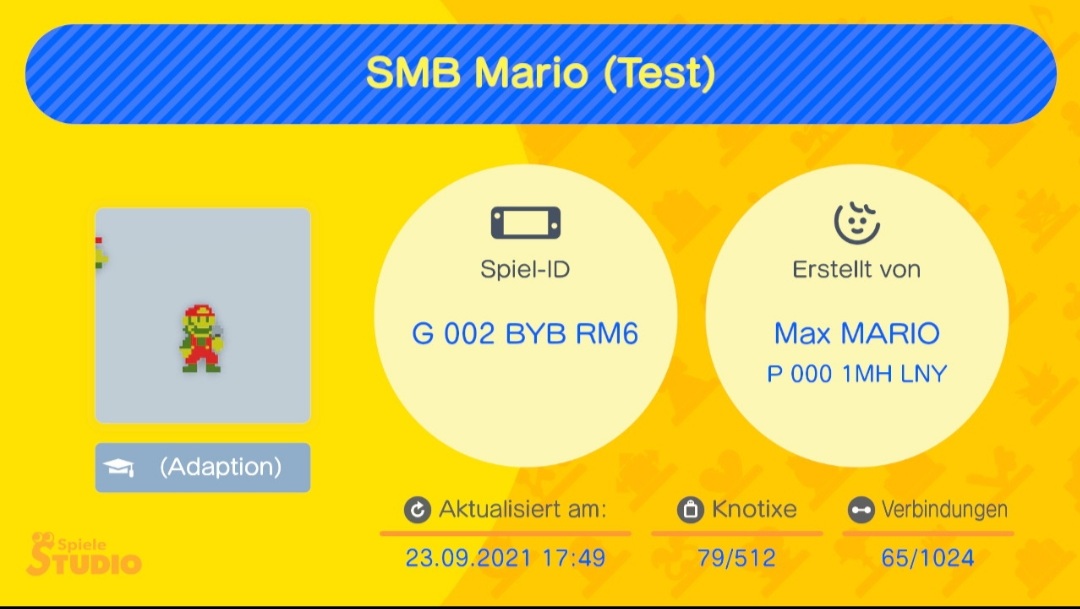 SMB Mario (Test)
Spiel-ID
G 002 BYB RM6
Erstellt von
Max MARIO
P 000 1MH LNY
(Adaption)
Aktualisiert am:
23.09.2021 17:49
Knotixe
79/512
Verbindungen
65/1024
Spiele
STUDIO